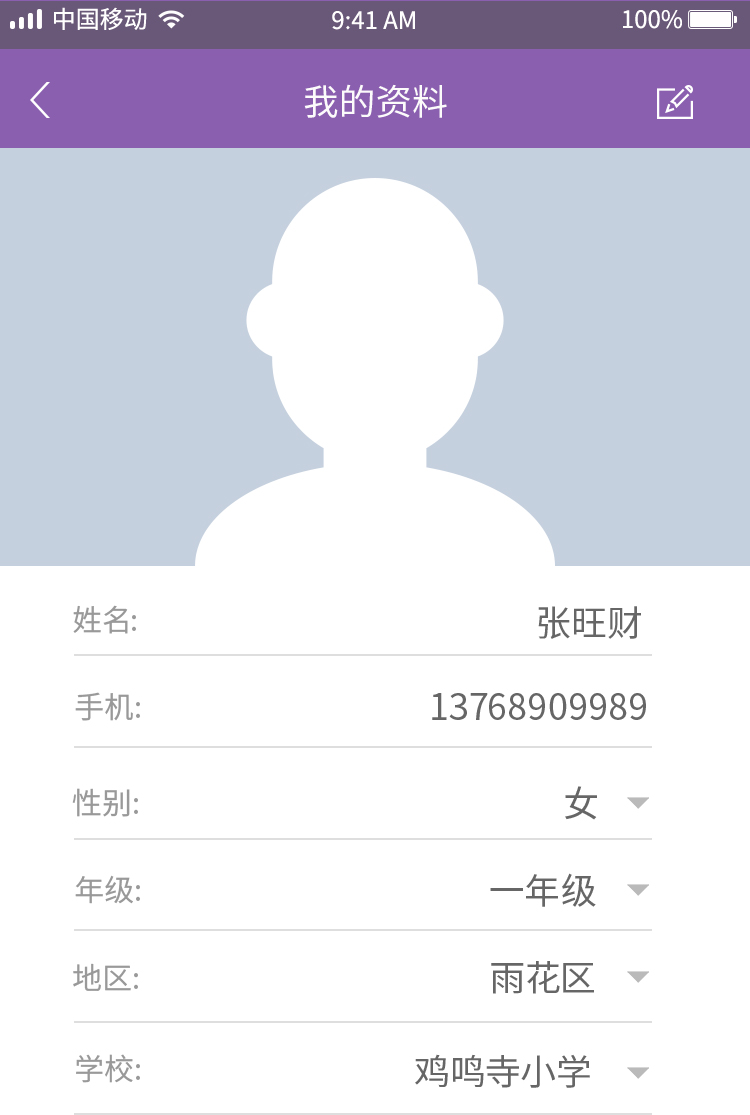 中国移动 9:41 AM 100%
我的资料
姓名: 张旺财
手机: 13768909989
性别: 女
年级: 一年级
地区: 雨花区
学校: 鸡鸣寺小学